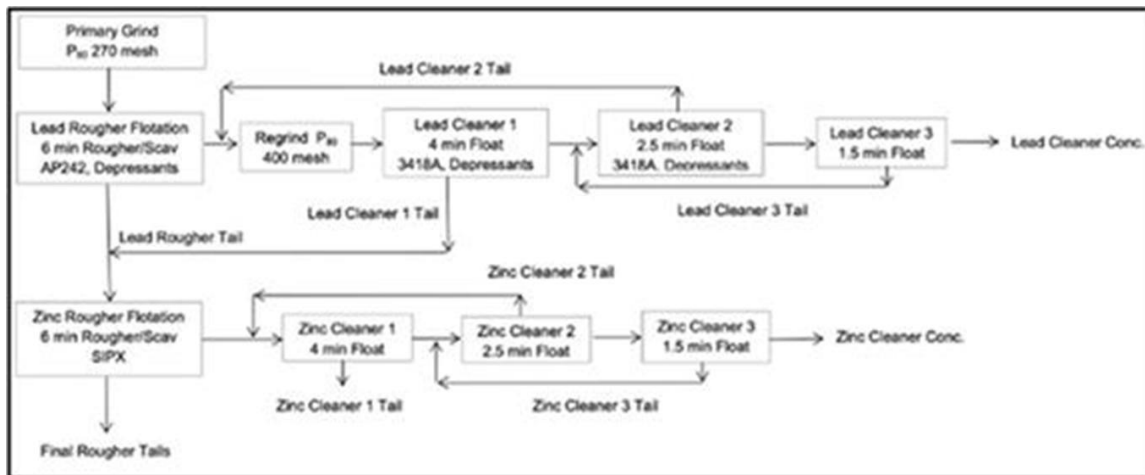 Primary Grind
P₈₀ 270 mesh
Lead Cleaner 2 Tail
Lead Rougher Flotation
6 min Rougher/Scav
AP242, Depressants
Regrind P₈₀
400 mesh
Lead Cleaner 1
4 min Float
3418A, Depressants
Lead Cleaner 2
2.5 min Float
3418A, Depressants
Lead Cleaner 3
1.5 min Float
Lead Cleaner Conc.
Lead Cleaner 1 Tail
Lead Cleaner 3 Tail
Lead Rougher Tail
Zinc Cleaner 2 Tail
Zinc Rougher Flotation
6 min Rougher/Scav
SIPX
Zinc Cleaner 1
4 min Float
Zinc Cleaner 2
2.5 min Float
Zinc Cleaner 3
1.5 min Float
Zinc Cleaner Conc.
Zinc Cleaner 1 Tail
Zinc Cleaner 3 Tail
Final Rougher Tails